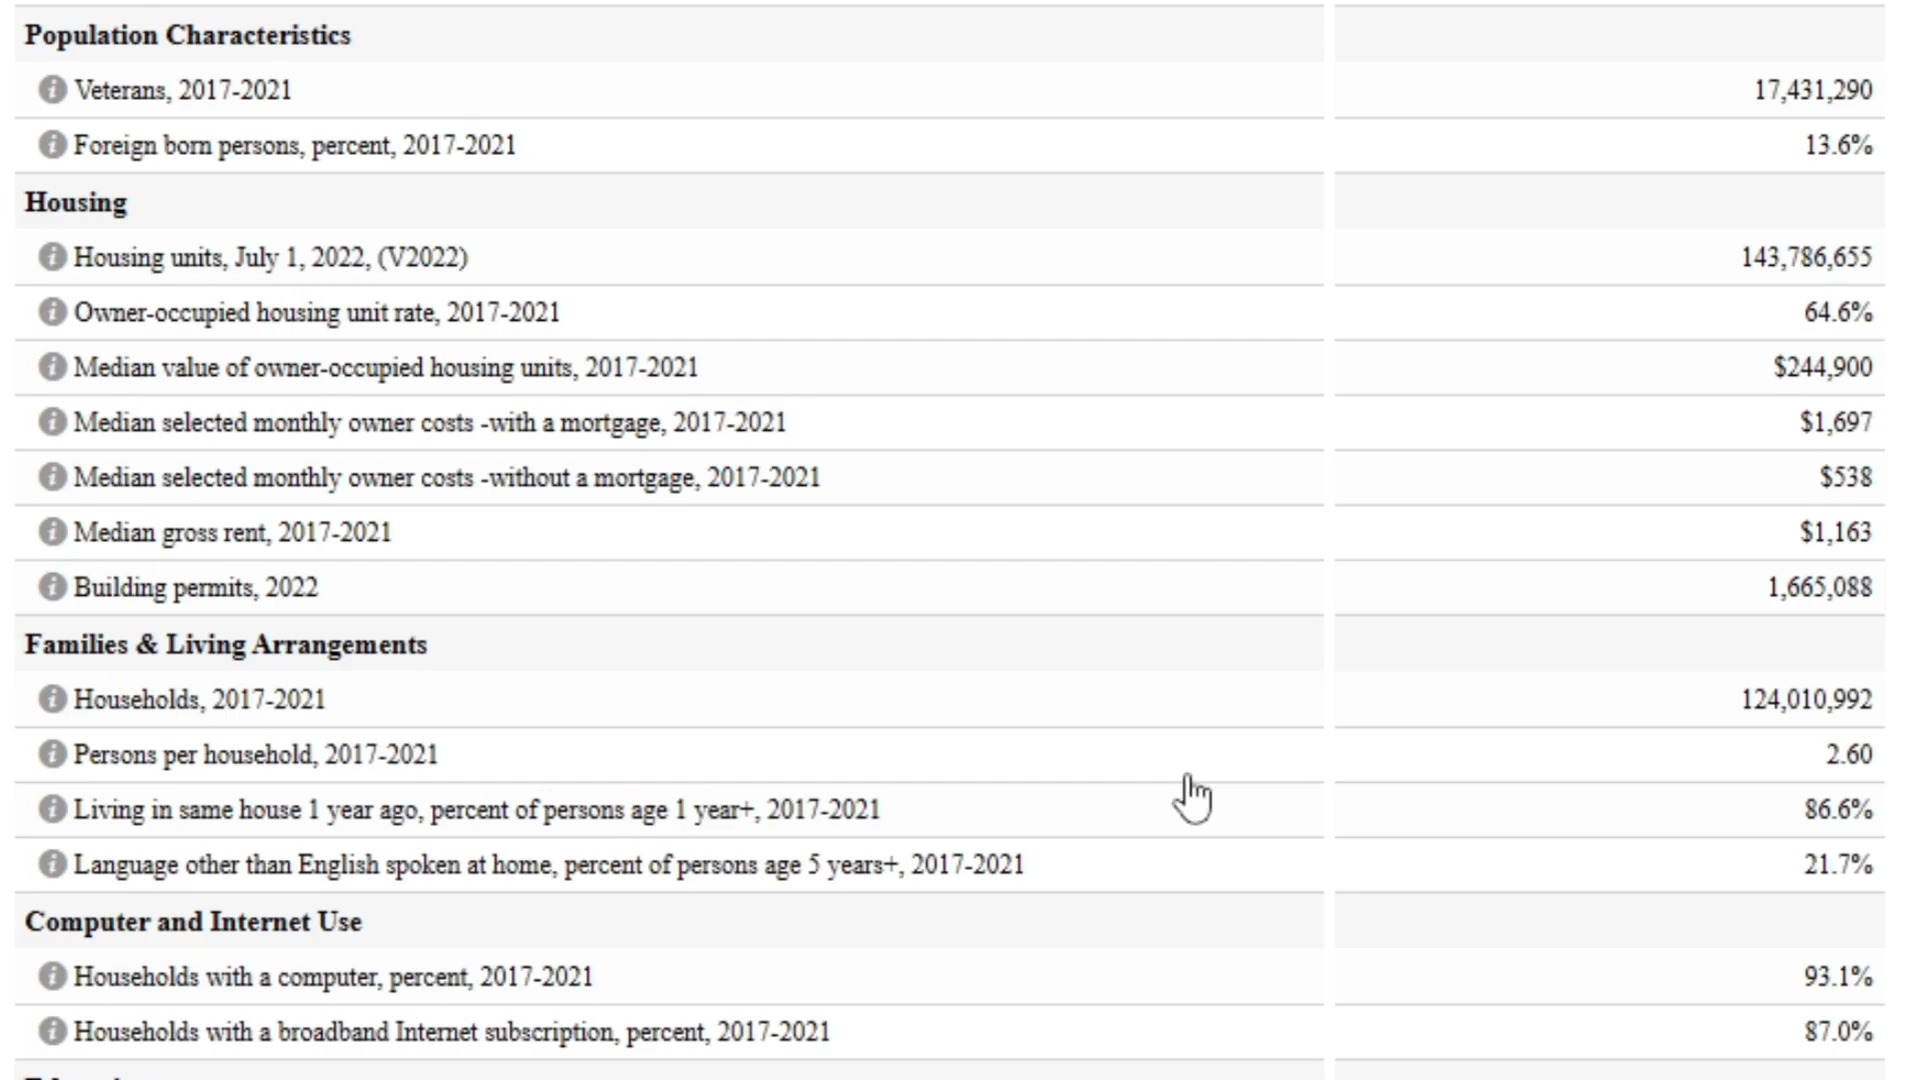 Population Characteristics
Veterans, 2017-2021 17,431,290
Foreign born persons, percent, 2017-2021 13.6%
Housing
Housing units, July 1, 2022, (V2022) 143,786,655
Owner-occupied housing unit rate, 2017-2021 64.6%
Median value of owner-occupied housing units, 2017-2021 $244,900
Median selected monthly owner costs -with a mortgage, 2017-2021 $1,697
Median selected monthly owner costs -without a mortgage, 2017-2021 $538
Median gross rent, 2017-2021 $1,163
Building permits, 2022 1,665,088
Families & Living Arrangements
Households, 2017-2021 124,010,992
Persons per household, 2017-2021 2.60
Living in same house 1 year ago, percent of persons age 1 year+, 2017-2021 86.6%
Language other than English spoken at home, percent of persons age 5 years+, 2017-2021 21.7%
Computer and Internet Use
Households with a computer, percent, 2017-2021 93.1%
Households with a broadband Internet subscription, percent, 2017-2021 87.0%